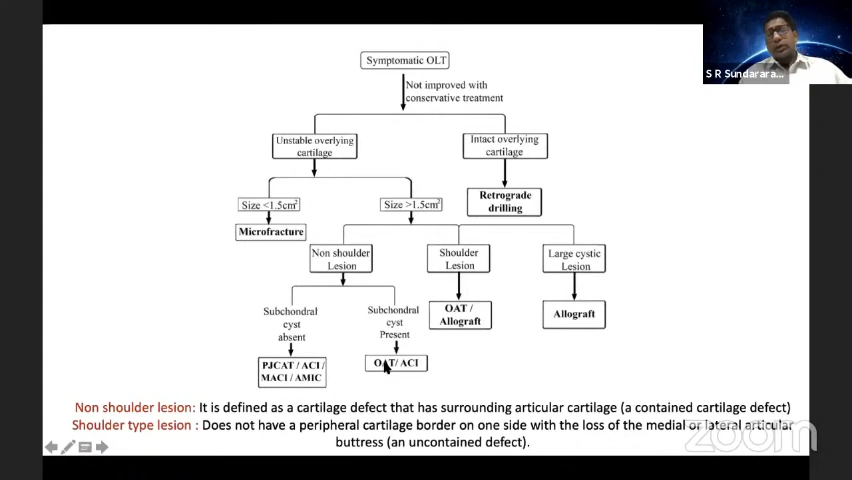 S R Sundarara...
Symptomatic OLT
Not improved with
conservative treatment
Unstable overlying
cartilage
Intact overlying
cartilage
Retrograde
drilling
Size <1.5cm²
Size >1.5cm²
Microfracture
Non shoulder
Lesion
Shoulder
Lesion
Large cystic
Lesion
Subchondral
cyst
absent
Subchondral
cyst
Present
OAT /
Allograft
Allograft
PJCAT / ACI /
MACI / AMIC
OAT/ ACI
Non shoulder lesion: It is defined as a cartilage defect that has surrounding articular cartilage (a contained cartilage defect)
Shoulder type lesion : Does not have a peripheral cartilage border on one side with the loss of the medial or lateral articular
buttress (an uncontained defect).
zoom